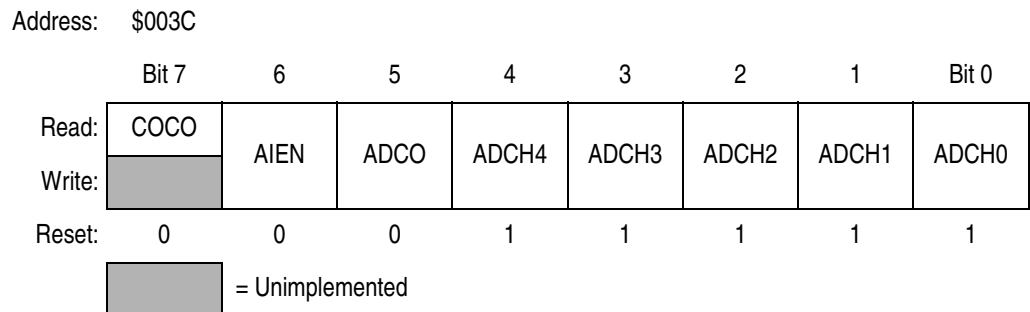 Address: $003C
Bit 7 6 5 4 3 2 1 Bit 0
Read: COCO AIEN ADCO ADCH4 ADCH3 ADCH2 ADCH1 ADCH0
Write:
Reset: 0 0 0 1 1 1 1 1
= Unimplemented